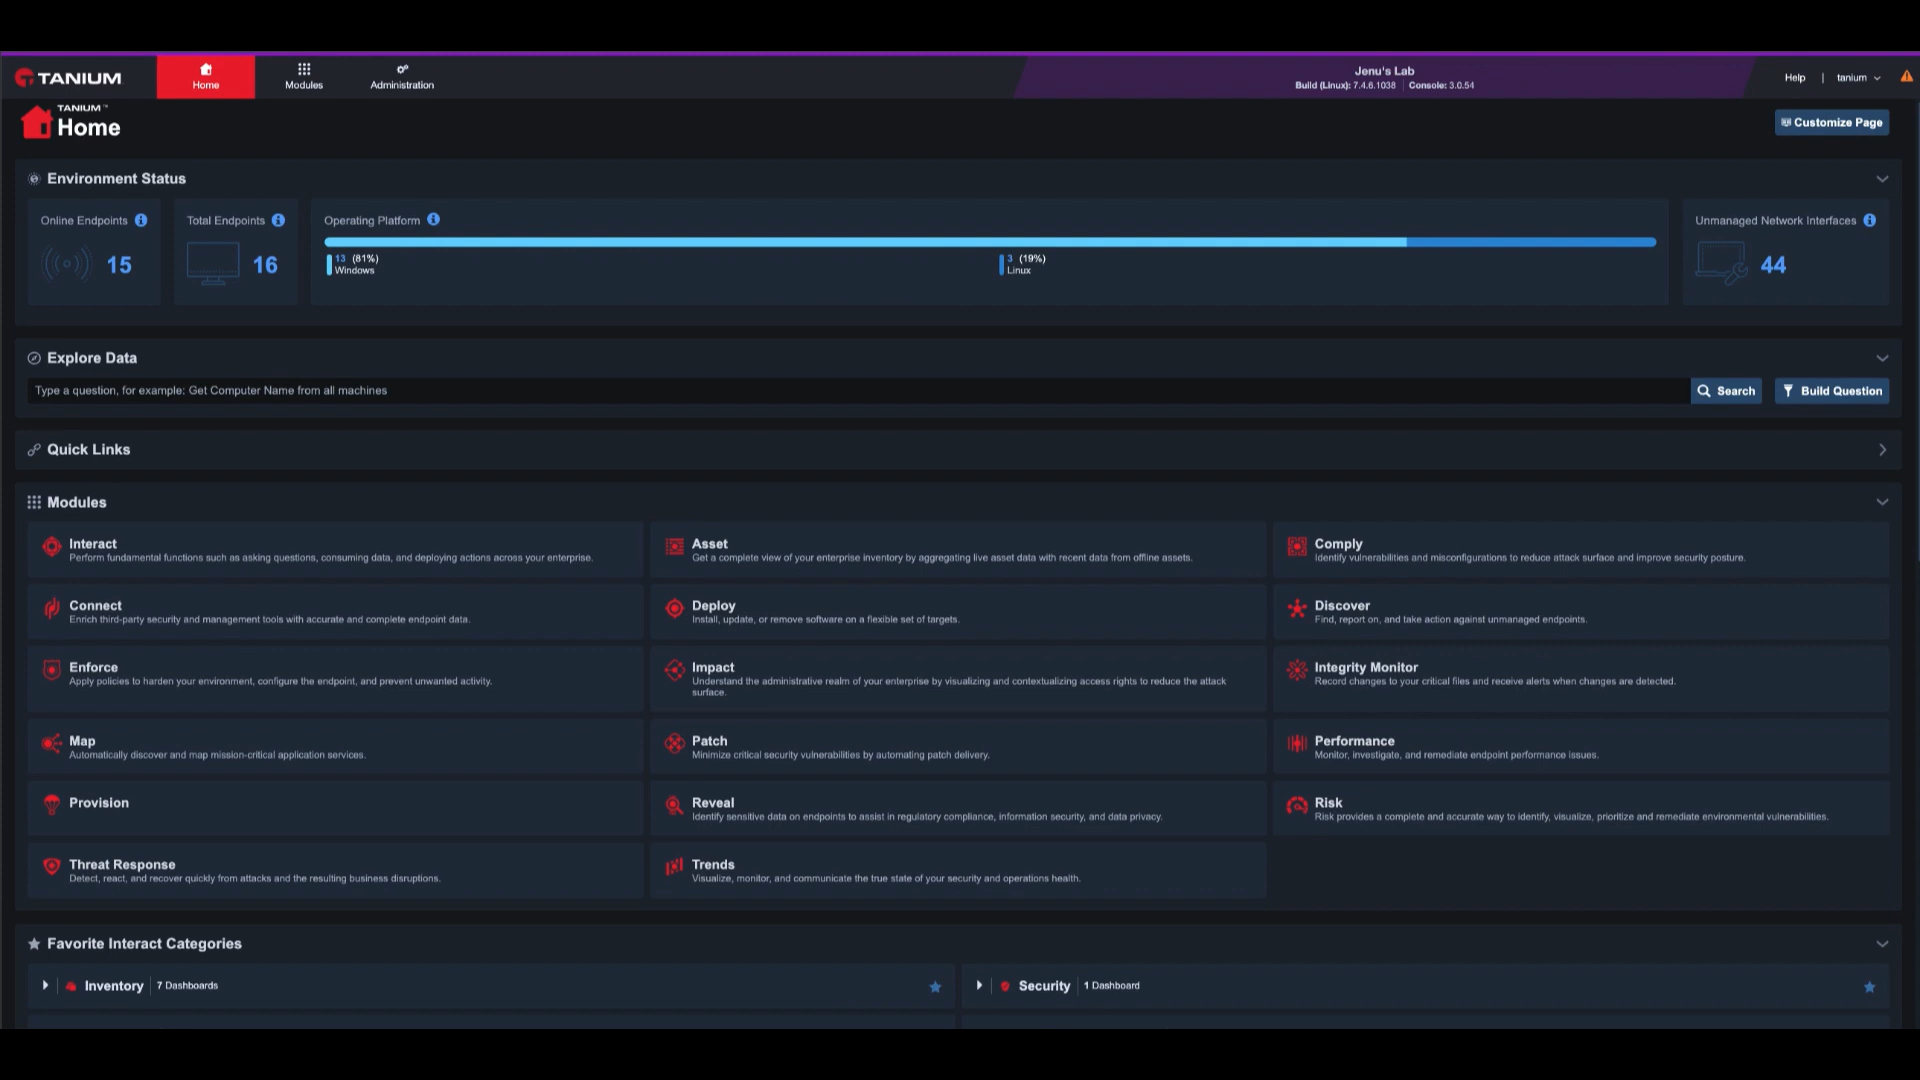 TANIUM
Home
Modules
Administration
Jenu's Lab
Build (Linux): 7.4.6.1038 | Console: 3.0.54
Help | tanium
TANIUM™
Home
Customize Page
Environment Status
Online Endpoints
15
Total Endpoints
16
Operating Platform
13 (81%)
Windows
3 (19%)
Linux
Unmanaged Network Interfaces
44
Explore Data
Type a question, for example: Get Computer Name from all machines
Search
Build Question
Quick Links
Modules
Interact
Perform fundamental functions such as asking questions, consuming data, and deploying actions across your enterprise.
Asset
Get a complete view of your enterprise inventory by aggregating live asset data with recent data from offline assets.
Comply
Identify vulnerabilities and misconfigurations to reduce attack surface and improve security posture.
Connect
Enrich third-party security and management tools with accurate and complete endpoint data.
Deploy
Install, update, or remove software on a flexible set of targets.
Discover
Find, report on, and take action against unmanaged endpoints.
Enforce
Apply policies to harden your environment, configure the endpoint, and prevent unwanted activity.
Impact
Understand the administrative realm of your enterprise by visualizing and contextualizing access rights to reduce the attack
surface.
Integrity Monitor
Record changes to your critical files and receive alerts when changes are detected.
Map
Automatically discover and map mission-critical application services.
Patch
Minimize critical security vulnerabilities by automating patch delivery.
Performance
Monitor, investigate, and remediate endpoint performance issues.
Provision
Reveal
Identify sensitive data on endpoints to assist in regulatory compliance, information security, and data privacy.
Risk
Risk provides a complete and accurate way to identify, visualize, prioritize and remediate environmental vulnerabilities.
Threat Response
Detect, react, and recover quickly from attacks and the resulting business disruptions.
Trends
Visualize, monitor, and communicate the true state of your security and operations health.
Favorite Interact Categories
Inventory | 7 Dashboards
Security | 1 Dashboard